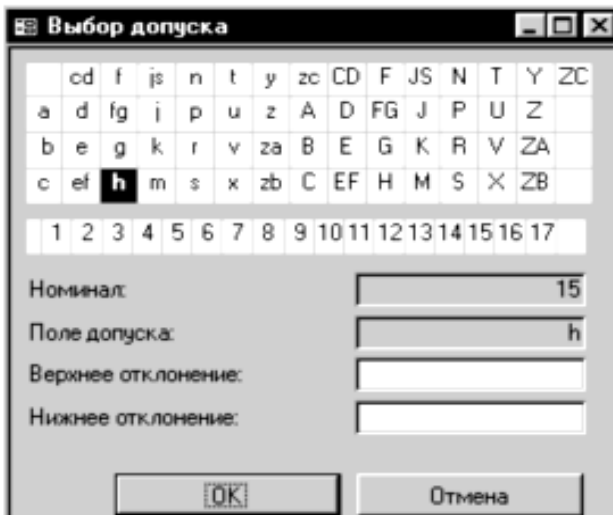 Выбор допуска
cd f js n t y zc CD F JS N T Y ZC
a d fg j p u z A D FG J P U Z
b e g k r v za B E G K R V ZA
c ef h m s x zb C EF H M S X ZB
1 2 3 4 5 6 7 8 9 10 11 12 13 14 15 16 17
Номинал: 15
Поле допуска: h
Верхнее отклонение:
Нижнее отклонение:
OK Отмена